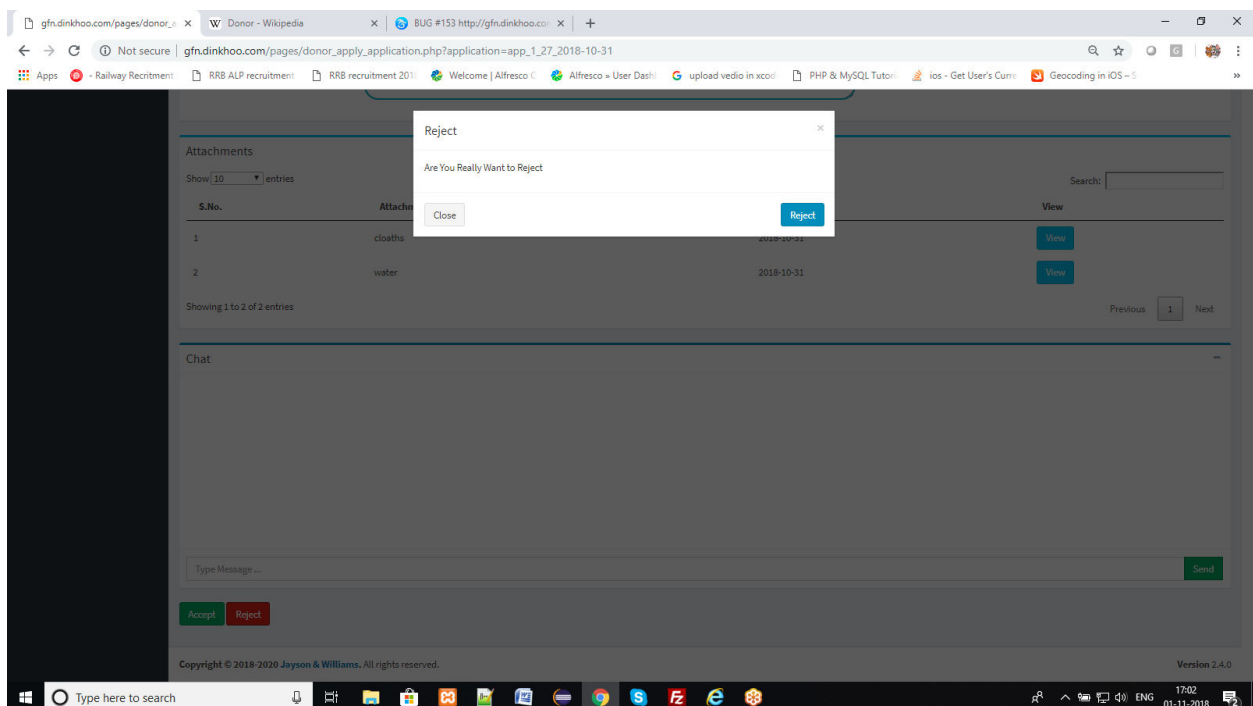 gfn.dinkhoo.com/pages/donor_a
W Donor - Wikipedia
BUG #153 http://gfn.dinkhoo.co
Not secure | gfn.dinkhoo.com/pages/donor_apply_application.php?application=app_1_27_2018-10-31
Apps - Railway Recritment RRB ALP recruitment RRB recruitment 201 Welcome | Alfresco Alfresco » User Dash G upload vedio in xcod PHP & MySQL Tutori ios - Get User's Curre Geocoding in iOS –
Reject ×
Are You Really Want to Reject
Close Reject
Attachments
Show 10 entries Search:
S.No. Attachm View
1 cloaths 2018-10-31 View
2 water 2018-10-31 View
Showing 1 to 2 of 2 entries Previous 1 Next
Chat
Type Message ... Send
Accept Reject
Copyright © 2018-2020 Jayson & Williams. All rights reserved. Version 2.4.0
Type here to search ENG 17:02
01-11-2018